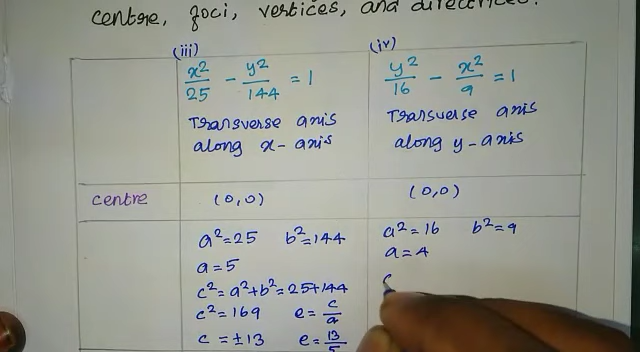 centre, foci, vertices, and directrices.
(iii)
x²/25 - y²/144 = 1
Transverse axis
along x-axis
(iv)
y²/16 - x²/9 = 1
Transverse axis
along y-axis
centre (0,0) (0,0)
a²=25 b²=144
a=5
c²=a²+b²=25+144
c²=169 e=c/a
c=±13 e=13/5
a²=16 b²=9
a=4